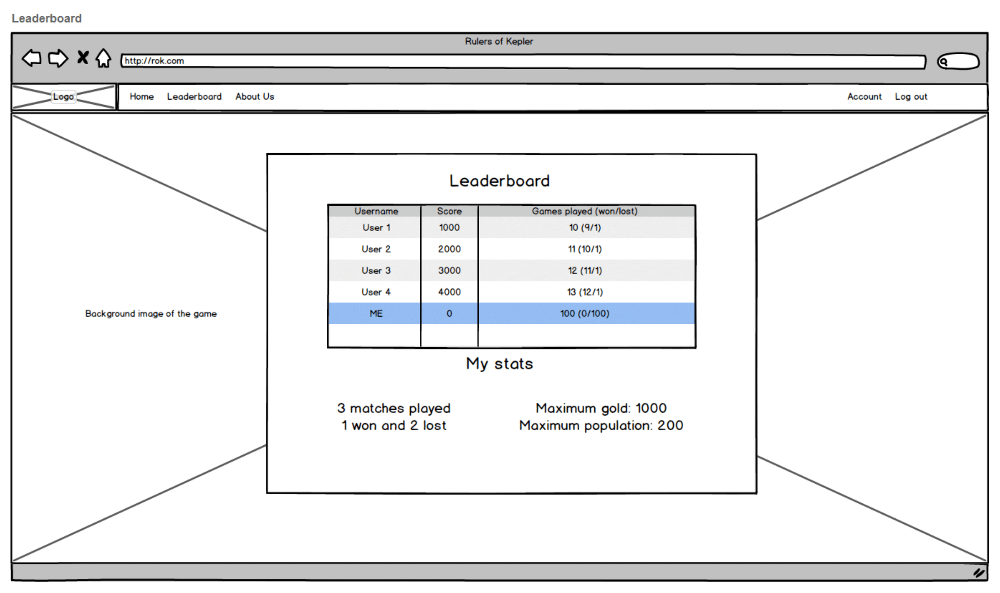 Leaderboard
Rulers of Kepler
http://rok.com
Logo Home Leaderboard About Us Account Log out
Leaderboard
Username Score Games played (won/lost)
User 1 1000 10 (9/1)
User 2 2000 11 (10/1)
User 3 3000 12 (11/1)
User 4 4000 13 (12/1)
ME 0 100 (0/100)
Background image of the game
My stats
3 matches played
1 won and 2 lost
Maximum gold: 1000
Maximum population: 200